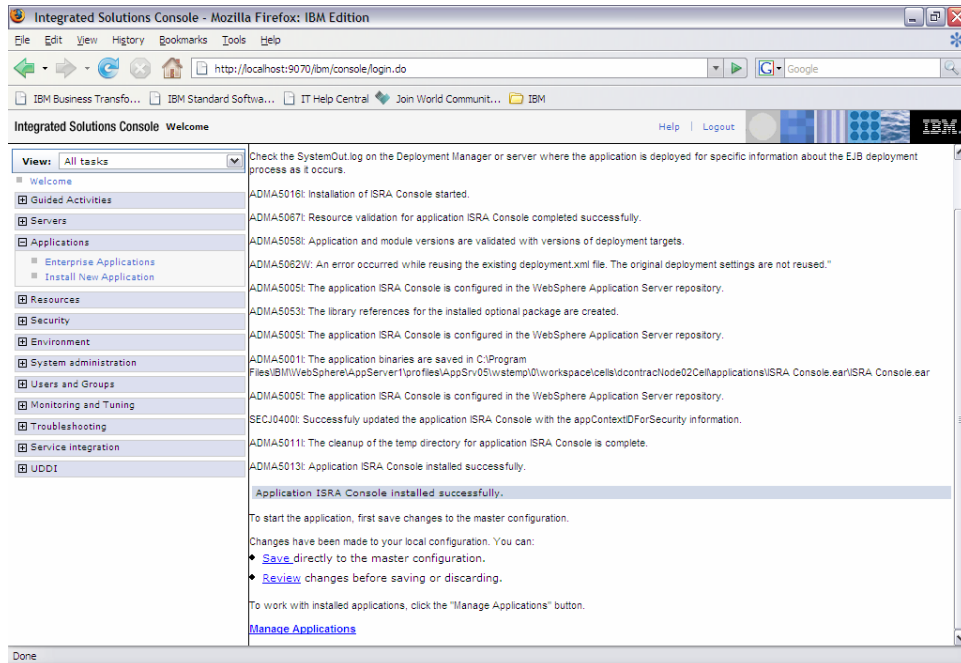 Integrated Solutions Console - Mozilla Firefox: IBM Edition
File Edit View History Bookmarks Tools Help
http://localhost:9070/ibm/console/login.do
Google
IBM Business Transfo... IBM Standard Softwa... IT Help Central Join World Communit... IBM
Integrated Solutions Console Welcome
Help | Logout
IBM.
View: All tasks
Welcome
Guided Activities
Servers
Applications
Enterprise Applications
Install New Application
Resources
Security
Environment
System administration
Users and Groups
Monitoring and Tuning
Troubleshooting
Service integration
UDDI
Check the SystemOut.log on the Deployment Manager or server where the application is deployed for specific information about the EJB deployment
process as it occurs.
ADMA5016I: Installation of ISRA Console started.
ADMA5067I: Resource validation for application ISRA Console completed successfully.
ADMA5058I: Application and module versions are validated with versions of deployment targets.
ADMA5062W: An error occurred while reusing the existing deployment.xml file. The original deployment settings are not reused."
ADMA5005I: The application ISRA Console is configured in the WebSphere Application Server repository.
ADMA5053I: The library references for the installed optional package are created.
ADMA5005I: The application ISRA Console is configured in the WebSphere Application Server repository.
ADMA5001I: The application binaries are saved in C:\Program
Files\IBM\WebSphere\AppServer1\profiles\AppSrv05\wstemp\0\workspace\cells\dcontracNode02Cell\applications\ISRA Console.ear\ISRA Console.ear
ADMA5005I: The application ISRA Console is configured in the WebSphere Application Server repository.
SECJ0400I: Successfuly updated the application ISRA Console with the appContextIDForSecurity information.
ADMA5011I: The cleanup of the temp directory for application ISRA Console is complete.
ADMA5013I: Application ISRA Console installed successfully.
Application ISRA Console installed successfully.
To start the application, first save changes to the master configuration.
Changes have been made to your local configuration. You can:
Save directly to the master configuration.
Review changes before saving or discarding.
To work with installed applications, click the "Manage Applications" button.
Manage Applications
Done